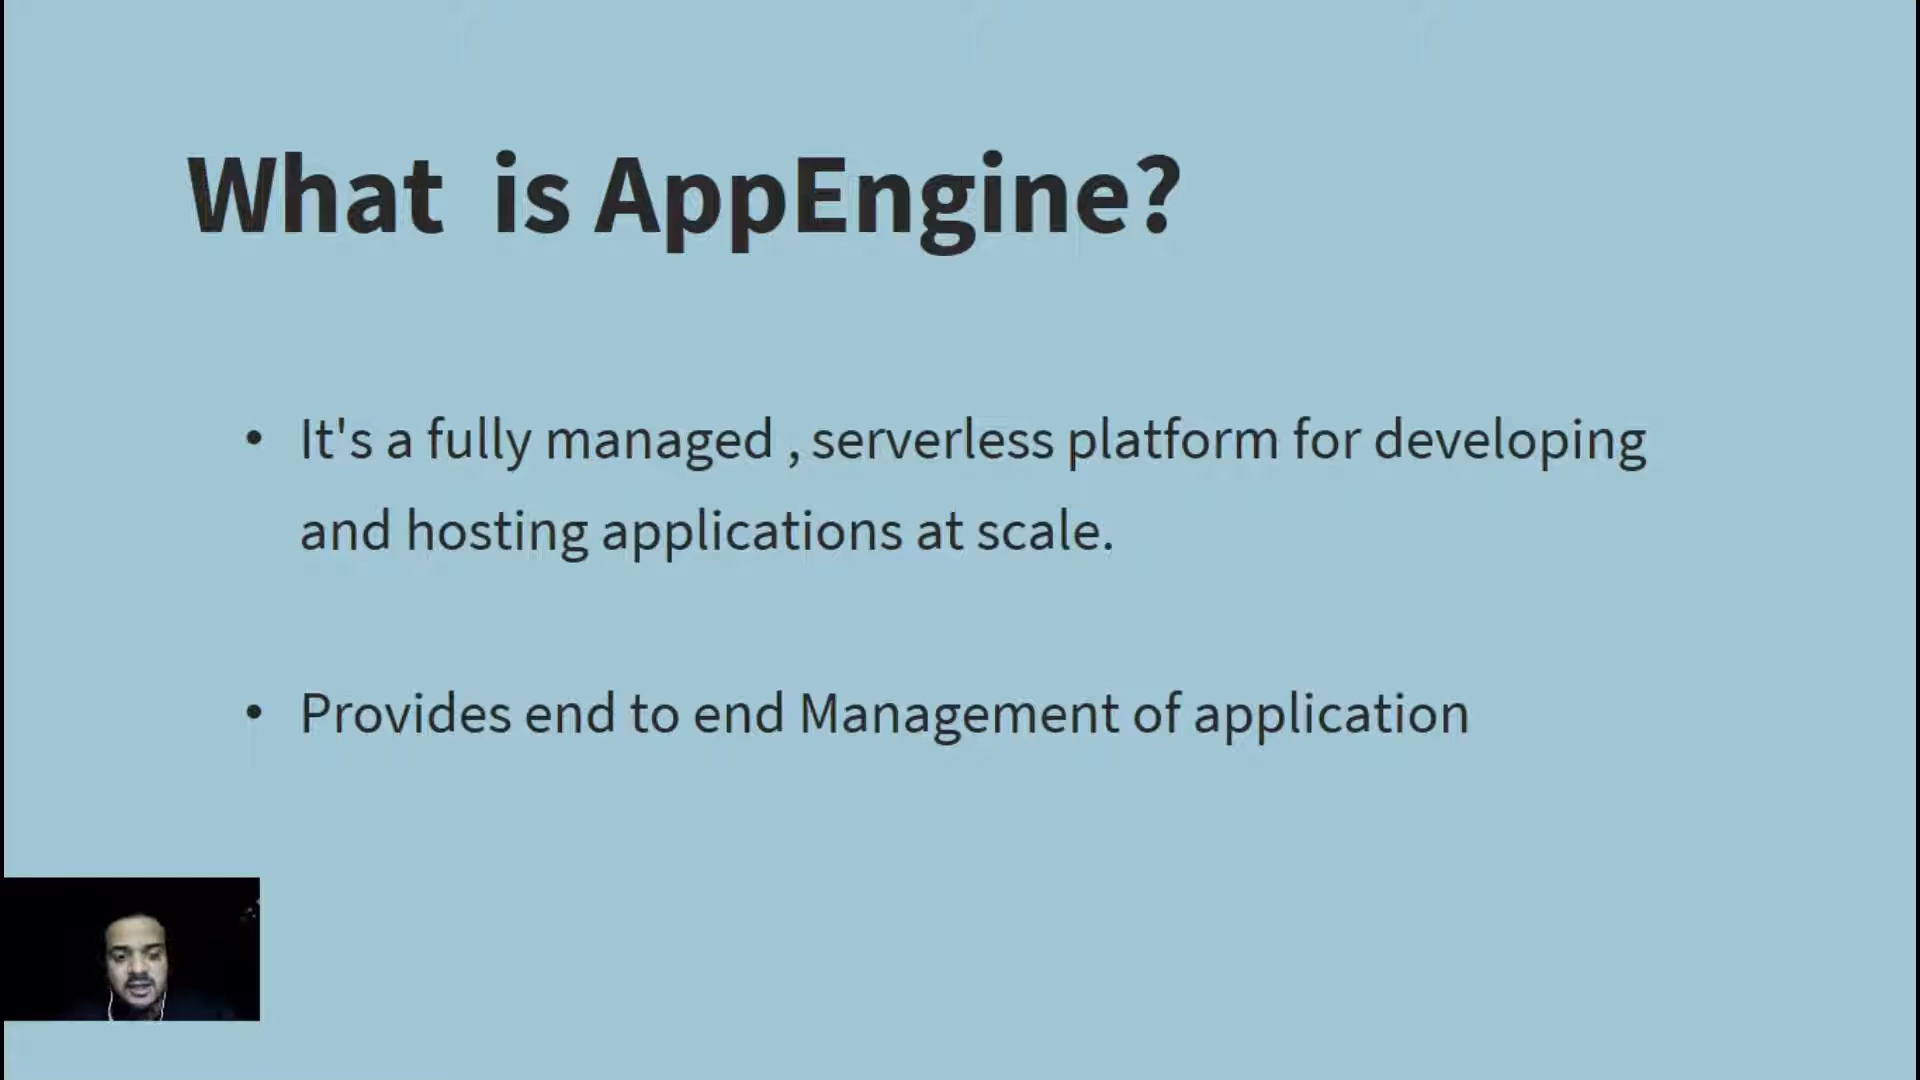 What  is AppEngine?
• It's a fully managed , serverless platform for developing
and hosting applications at scale.
• Provides end to end Management of application